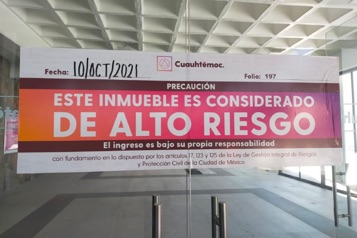 Cuauhtémoc.
Fecha: 10/OCT/2021 Folio: 197
PRECAUCIÓN
ESTE INMUEBLE ES CONSIDERADO
DE ALTO RIESGO
El ingreso es bajo su propia responsabilidad
con fundamento en lo dispuesto por los artículos 17, 123 y 125 de la Ley de Gestión Integral de Riesgos
y Protección Civil de la Ciudad de México